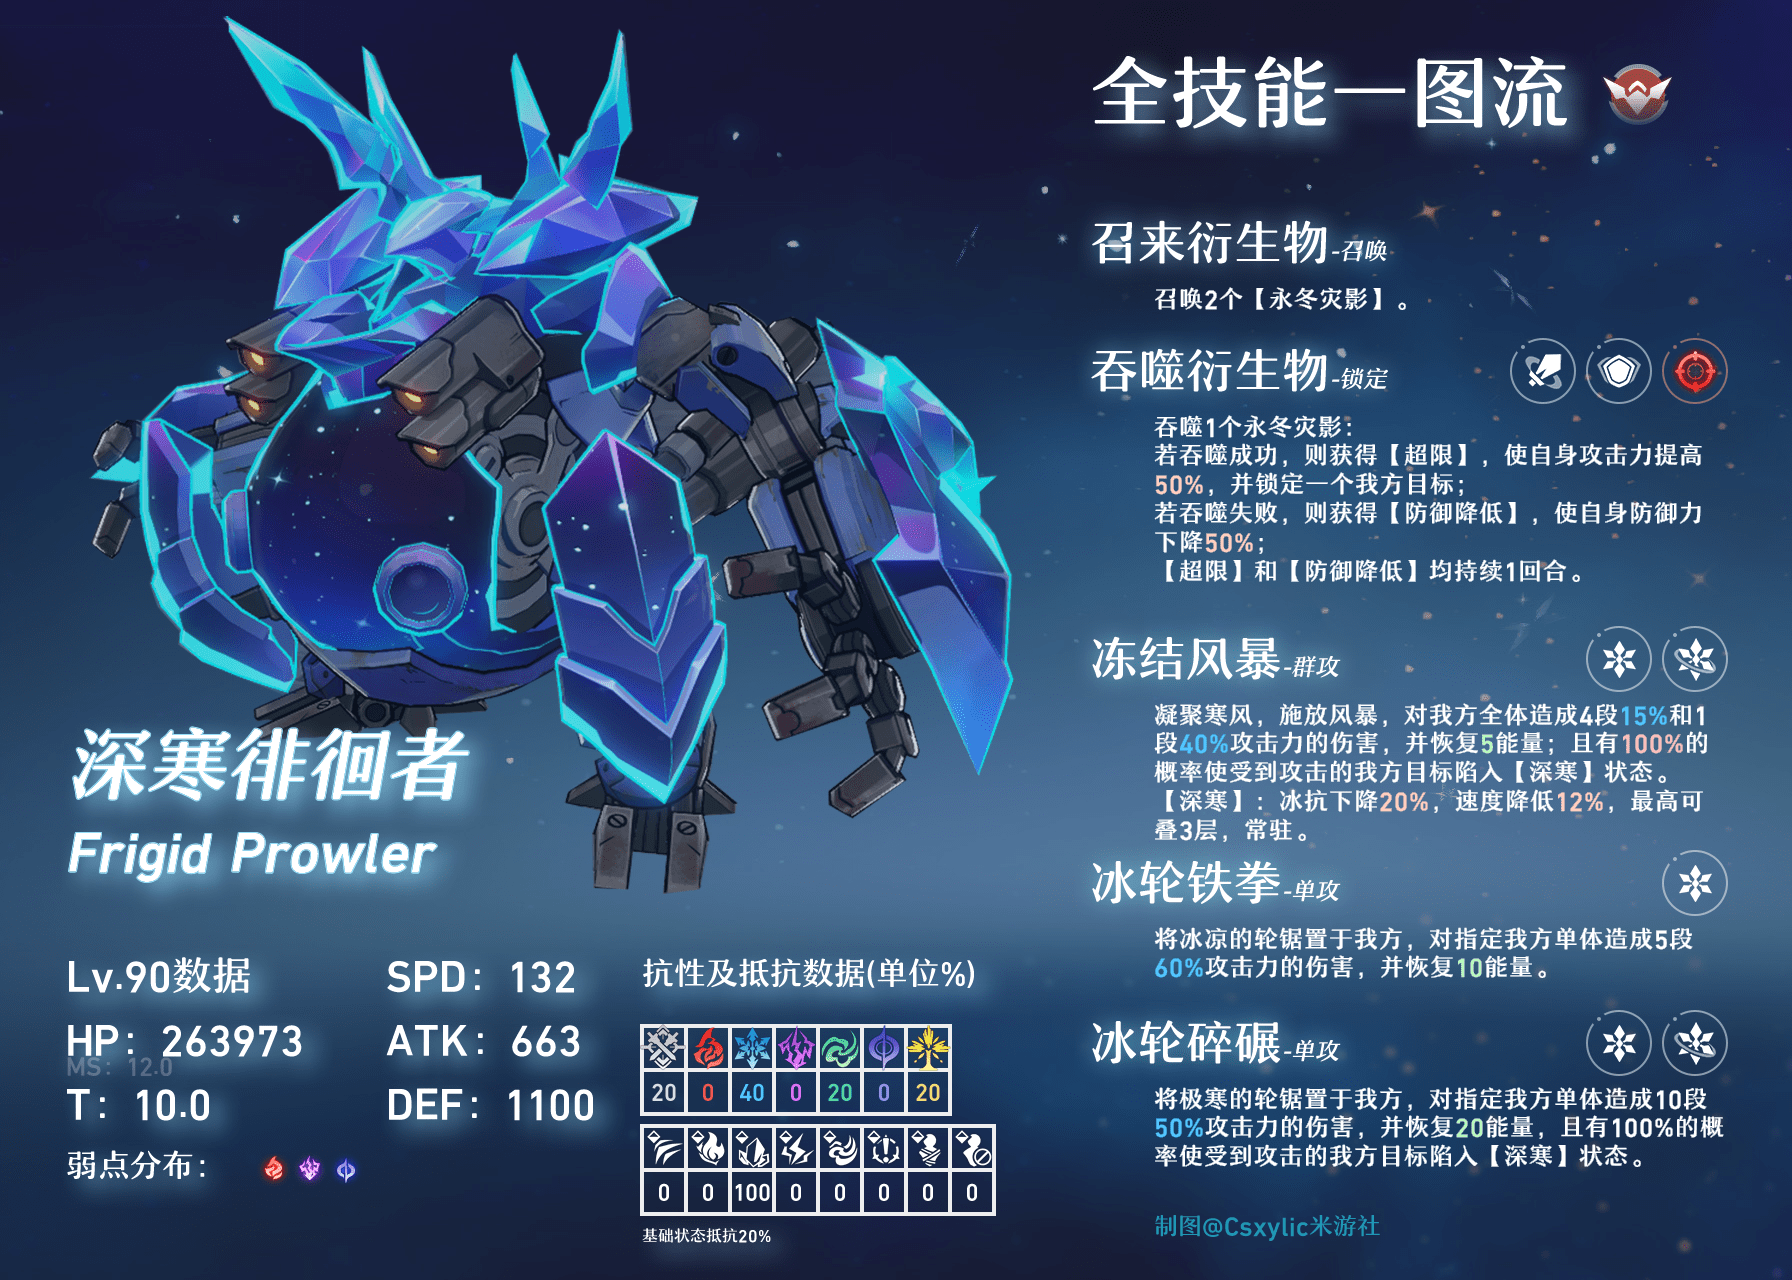 全技能一图流
召来衍生物-召唤
召唤2个【永冬灾影】。
吞噬衍生物-锁定
吞噬1个永冬灾影：
若吞噬成功，则获得【超限】，使自身攻击力提高
50%，并锁定一个我方目标；
若吞噬失败，则获得【防御降低】，使自身防御力
下降50%；
【超限】和【防御降低】均持续1回合。
冻结风暴-群攻
凝聚寒风，施放风暴，对我方全体造成4段15%和1
段40%攻击力的伤害，并恢复5能量；且有100%的
概率使受到攻击的我方目标陷入【深寒】状态。
【深寒】：冰抗下降20%，速度降低12%，最高可
叠3层，常驻。
冰轮铁拳-单攻
将冰凉的轮锯置于我方，对指定我方单体造成5段
60%攻击力的伤害，并恢复10能量。
冰轮碎碾-单攻
将极寒的轮锯置于我方，对指定我方单体造成10段
50%攻击力的伤害，并恢复20能量，且有100%的概
率使受到攻击的我方目标陷入【深寒】状态。
制图@Csxylic米游社
深寒徘徊者
Frigid Prowler
Lv.90数据
SPD：132
HP：263973
ATK：663
MS：12.0
T：10.0
DEF：1100
弱点分布：
抗性及抵抗数据(单位%)
20 0 40 0 20 0 20
0 0 100 0 0 0 0 0
基础状态抵抗20%